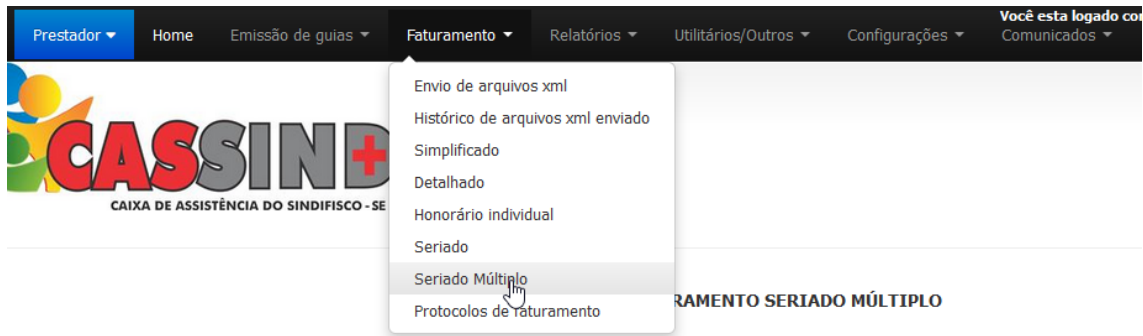 Você esta logado co
Prestador Home Emissão de guias Faturamento Relatórios Utilitários/Outros Configurações Comunicados
Envio de arquivos xml
Histórico de arquivos xml enviado
Simplificado
Detalhado
Honorário individual
Seriado
Seriado Múltiplo
Protocolos de faturamento
CASSIND
CAIXA DE ASSISTÊNCIA DO SINDIFISCO - SE
RAMENTO SERIADO MÚLTIPLO